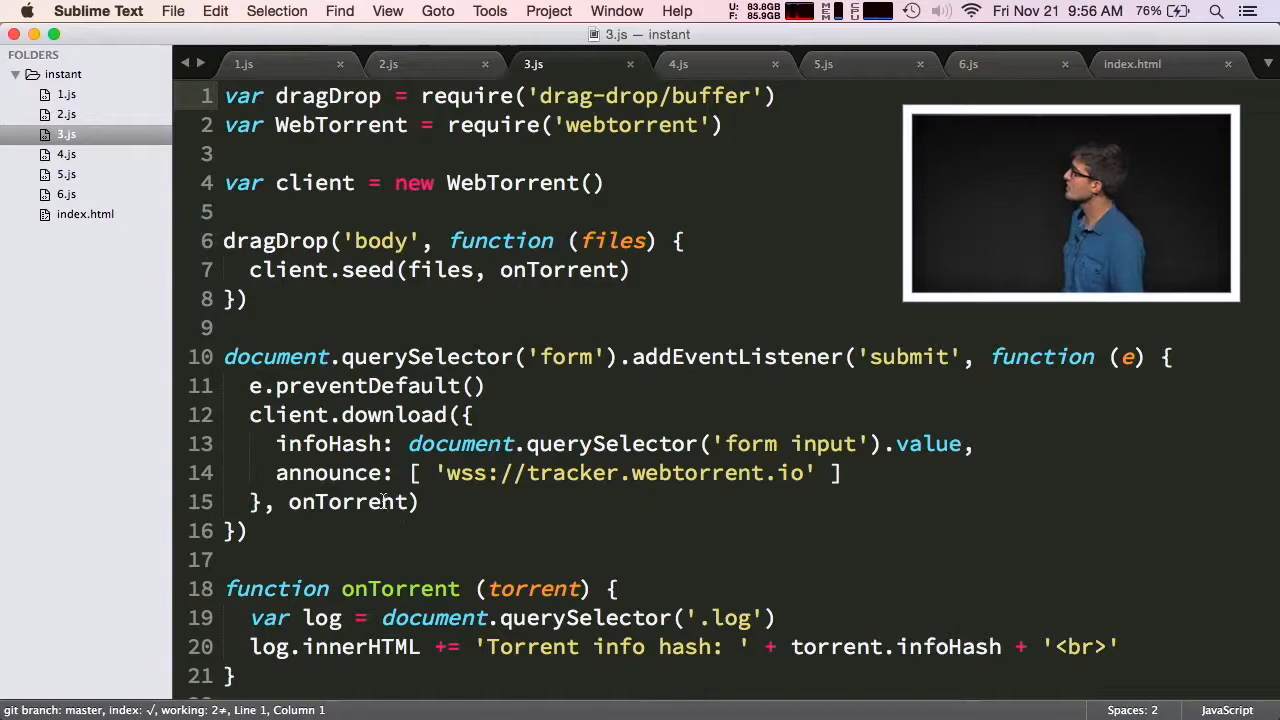 Sublime Text File Edit Selection Find View Goto Tools Project Window Help U: 83.8GB F: 85.9GB Fri Nov 21 9:56 AM 76%
3.js — instant
FOLDERS
instant
1.js
2.js
3.js
4.js
5.js
6.js
index.html
1.js 2.js 3.js 4.js 5.js 6.js index.html
1 var dragDrop = require('drag-drop/buffer')
2 var WebTorrent = require('webtorrent')
3
4 var client = new WebTorrent()
5
6 dragDrop('body', function (files) {
7 client.seed(files, onTorrent)
8 })
9
10 document.querySelector('form').addEventListener('submit', function (e) {
11 e.preventDefault()
12 client.download({
13 infoHash: document.querySelector('form input').value,
14 announce: [ 'wss://tracker.webtorrent.io' ]
15 }, onTorrent)
16 })
17
18 function onTorrent (torrent) {
19 var log = document.querySelector('.log')
20 log.innerHTML += 'Torrent info hash: ' + torrent.infoHash + '<br>'
21 }
git branch: master, index: √, working: 2≠, Line 1, Column 1 Spaces: 2 JavaScript